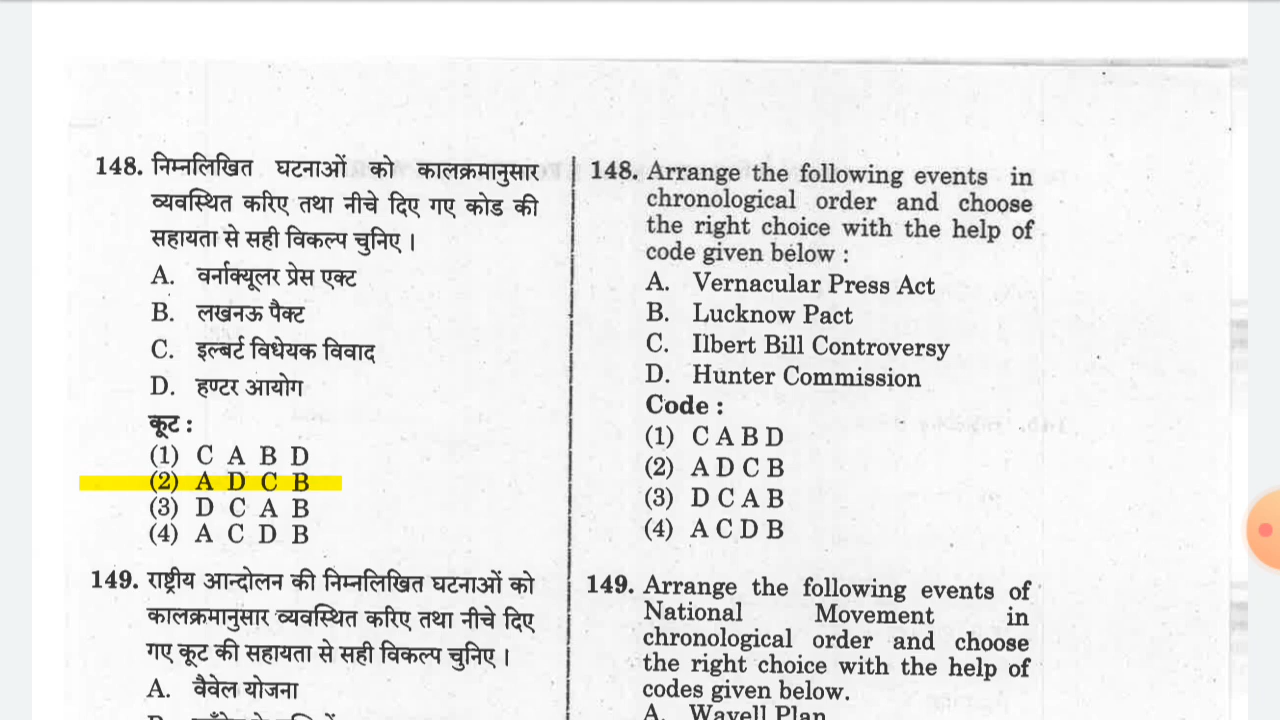 148. निम्नलिखित घटनाओं को कालक्रमानुसार
व्यवस्थित करिए तथा नीचे दिए गए कोड की
सहायता से सही विकल्प चुनिए ।
A. वर्नाक्यूलर प्रेस एक्ट
B. लखनऊ पैक्ट
C. इल्बर्ट विधेयक विवाद
D. हण्टर आयोग
कूट :
(1) C A B D
(2) A D C B
(3) D C A B
(4) A C D B
149. राष्ट्रीय आन्दोलन की निम्नलिखित घटनाओं को
कालक्रमानुसार व्यवस्थित करिए तथा नीचे दिए
गए कूट की सहायता से सही विकल्प चुनिए ।
A. वैवेल योजना
148. Arrange the following events in
chronological order and choose
the right choice with the help of
code given below :
A. Vernacular Press Act
B. Lucknow Pact
C. Ilbert Bill Controversy
D. Hunter Commission
Code :
(1) C A B D
(2) A D C B
(3) D C A B
(4) A C D B
149. Arrange the following events of
National Movement in
chronological order and choose
the right choice with the help of
codes given below.
A. Wavell Plan